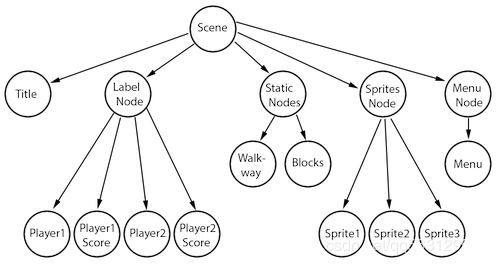 Scene
Title
Label
Node
Static
Nodes
Sprites
Node
Menu
Node
Walk-
way
Blocks
Menu
Player1
Player1
Score
Player2
Player2
Score
Sprite1
Sprite2
Sprite3